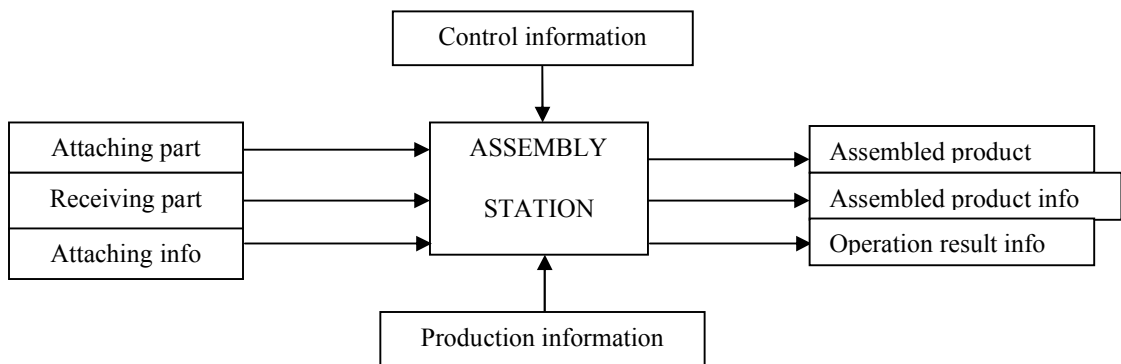 Control information
Attaching part
Receiving part
Attaching info
ASSEMBLY
STATION
Assembled product
Assembled product info
Operation result info
Production information